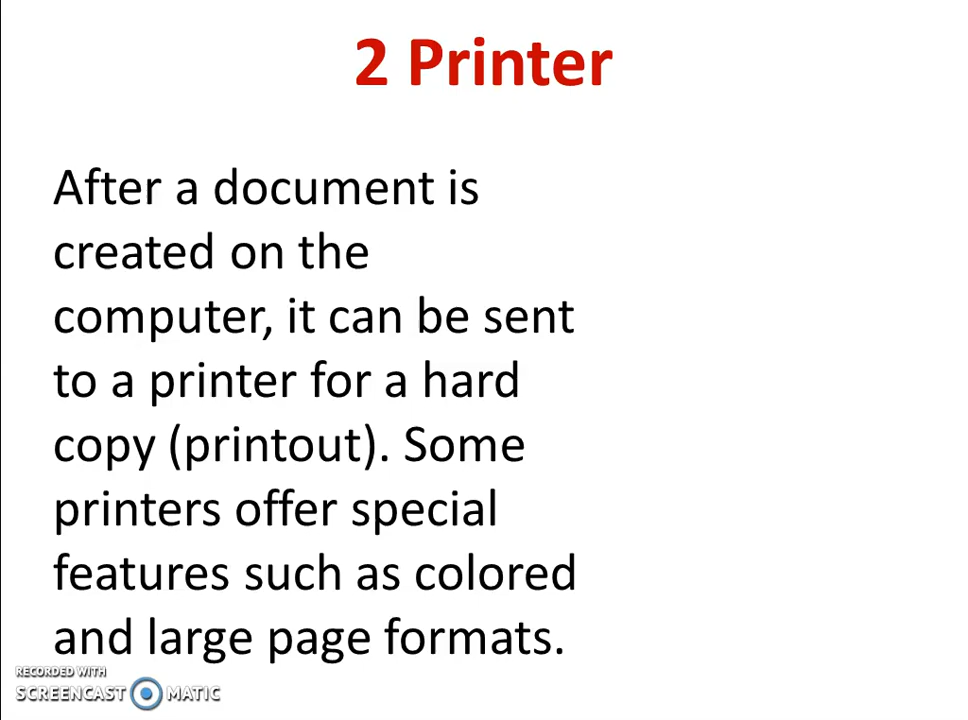 2 Printer
After a document is
created on the
computer, it can be sent
to a printer for a hard
copy (printout). Some
printers offer special
features such as colored
and large page formats.
RECORDED WITH
SCREENCAST MATIC